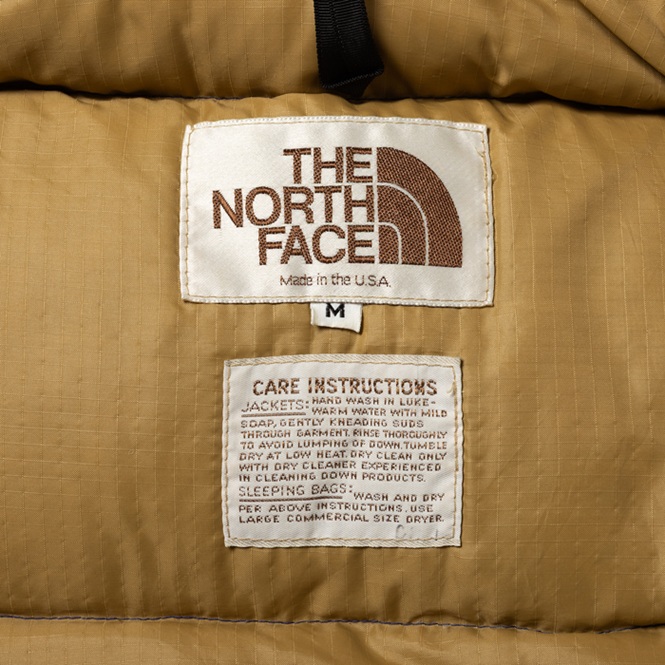 THE
NORTH
FACE
Made in the U.S.A.
M
CARE INSTRUCTIONS
JACKETS: HAND WASH IN LUKE-
WARM WATER WITH MILD
SOAP, GENTLY KNEADING SUDS
THROUGH GARMENT. RINSE THOROUGHLY
TO AVOID LUMPING OF DOWN. TUMBLE
DRY AT LOW HEAT. DRY CLEAN ONLY
WITH DRY CLEANER EXPERIENCED
IN CLEANING DOWN PRODUCTS.
SLEEPING BAGS: WASH AND DRY
PER ABOVE INSTRUCTIONS. USE
LARGE COMMERCIAL SIZE DRYER.